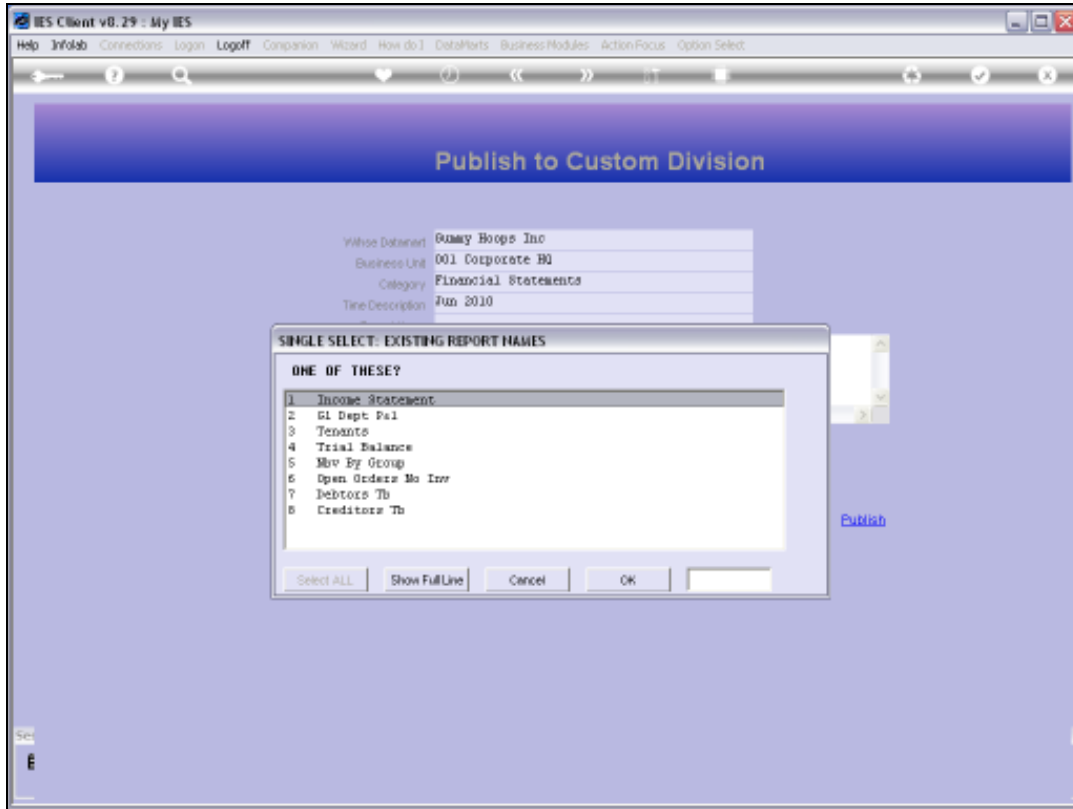 IES Client v8.29 : My IES
Help Infolab Connections Logon Logoff Companion Wizard How do I DataMarts Business Modules Action Focus Option Select
Publish to Custom Division
Whose Datamart Gummy Hoops Inc
Business Unit 001 Corporate HQ
Category Financial Statements
Time Description Jun 2010
SINGLE SELECT: EXISTING REPORT NAMES
ONE OF THESE?
1 Income Statement
2 Gl Dept P&l
3 Tenants
4 Trial Balance
5 Nbv By Group
6 Open Orders No Inv
7 Debtors Tb
8 Creditors Tb
Publish
Select ALL Show Full Line Cancel OK